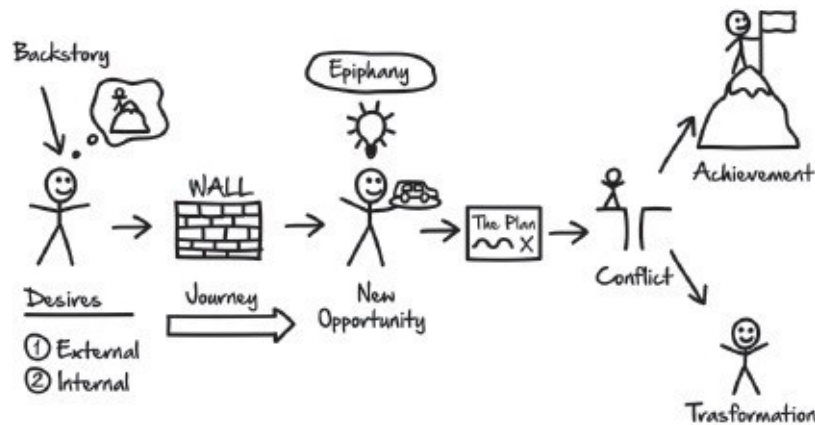 Backstory
Desires
① External
② Internal
WALL
Journey
Epiphany
New
Opportunity
The Plan
X
Conflict
Achievement
Trasformation